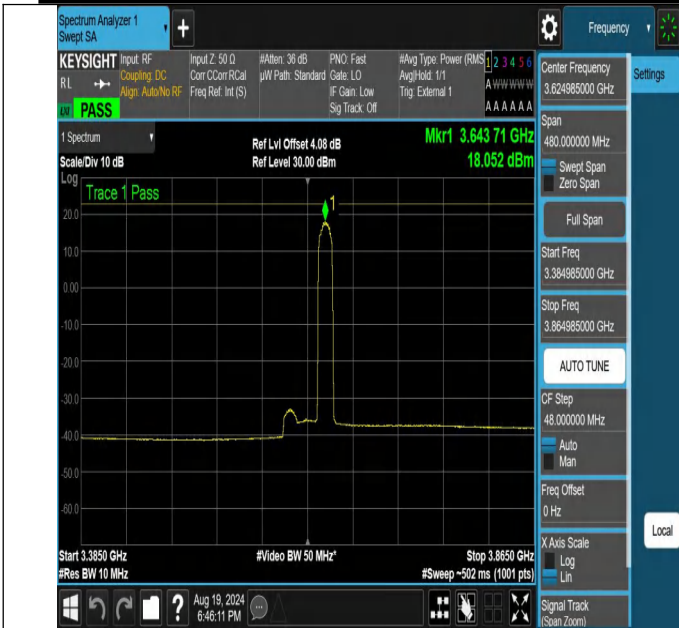 Spectrum Analyzer 1
Swept SA
+
Frequency
KEYSIGHT
RL
PASS
Input: RF
Coupling: DC
Align: Auto/No RF
Input Z: 50 Ω
Corr CCorr RCal
Freq Ref: Int (S)
#Atten: 36 dB
µW Path: Standard
PNO: Fast
Gate: LO
IF Gain: Low
Sig Track: Off
#Avg Type: Power (RMS
Avg|Hold: 1/1
Trig: External 1
1 2 3 4 5 6
A W W W W W
A A A A A A
1 Spectrum
Scale/Div 10 dB
Log
Ref Lvl Offset 4.08 dB
Ref Level 30.00 dBm
Mkr1 3.643 71 GHz
18.052 dBm
Trace 1 Pass
1
20.0
10.0
0.00
-10.0
-20.0
-30.0
-40.0
-50.0
-60.0
Start 3.3850 GHz
#Res BW 10 MHz
#Video BW 50 MHz*
Stop 3.8650 GHz
#Sweep ~502 ms (1001 pts)
?
Aug 19, 2024
6:46:11 PM
Center Frequency
3.624985000 GHz
Span
480.000000 MHz
Swept Span
Zero Span
Full Span
Start Freq
3.384985000 GHz
Stop Freq
3.864985000 GHz
AUTO TUNE
CF Step
48.000000 MHz
Auto
Man
Freq Offset
0 Hz
X Axis Scale
Log
Lin
Signal Track
(Span Zoom)
Settings
Local